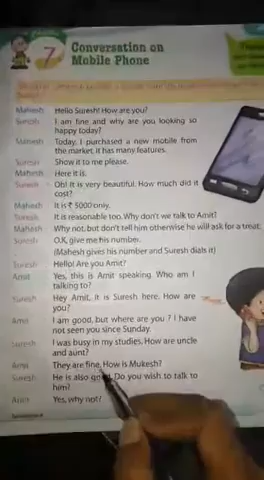 7
Conversation on
Mobile Phone
Mahesh Hello Suresh! How are you?
Suresh I am fine and why are you looking so
happy today?
Mahesh Today, I purchased a new mobile from
the market, it has many features.
Suresh Show it to me please.
Mahesh Here it is.
Suresh Oh! It is very beautiful. How much did it
cost?
Mahesh It is ₹ 5000 only.
Suresh It is reasonable too. Why don't we talk to Amit?
Mahesh Why not, but don't tell him otherwise he will ask for a treat.
Suresh O.K. give me his number.
(Mahesh gives his number and Suresh dials it)
Suresh Hello! Are you Amit?
Amit Yes, this is Amit speaking. Who am I
talking to?
Suresh Hey Amit, it is Suresh here. How are
you?
Amit I am good, but where are you? I have
not seen you since Sunday.
Suresh I was busy in my studies. How are uncle
and aunt?
Amit They are fine. How is Mukesh?
Suresh He is also good. Do you wish to talk to
him?
Amit Yes, why not!